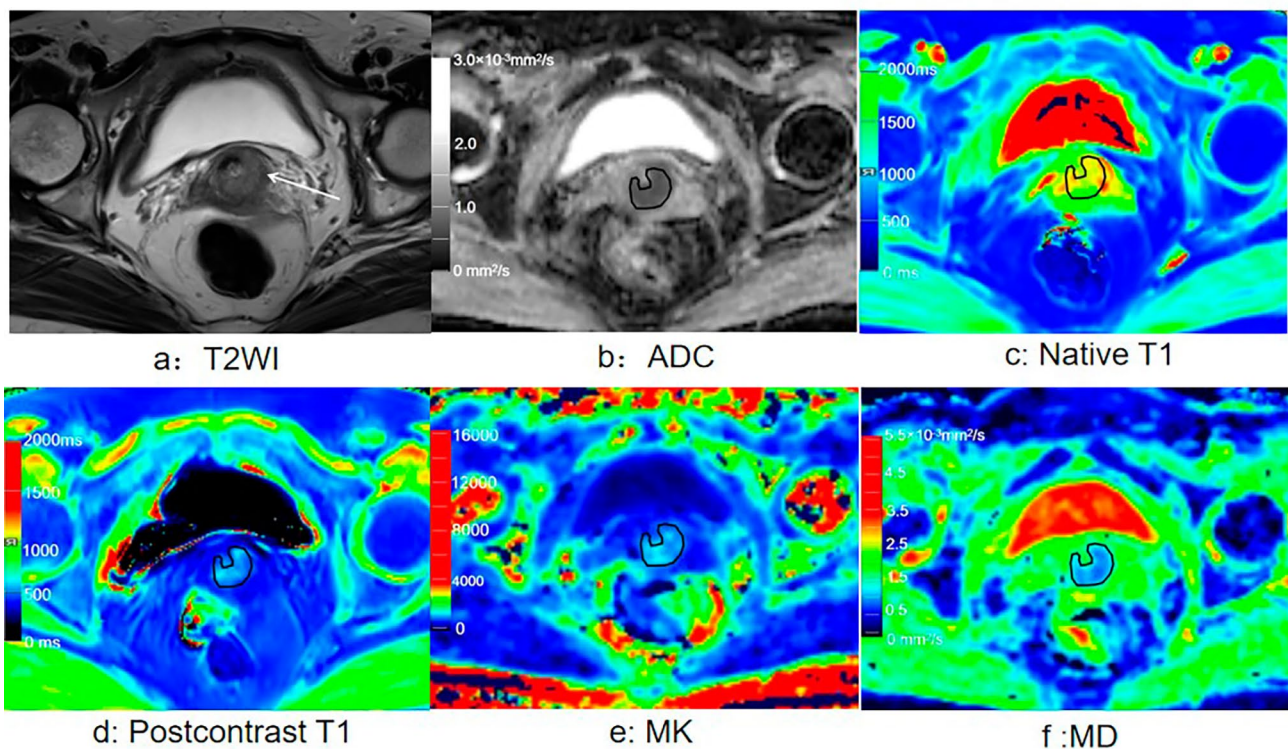 3.0×10-³mm²/s
2.0
1.0
0 mm²/s
2000ms
1500
1000
500
0 ms
a： T2WI
b： ADC
c: Native T1
2000ms
1500
1000
500
0 ms
16000
12000
8000
4000
0
5.5×10-³mm²/s
4.5
3.5
2.5
1.5
0.5
0 mm²/s
d: Postcontrast T1
e: MK
f :MD